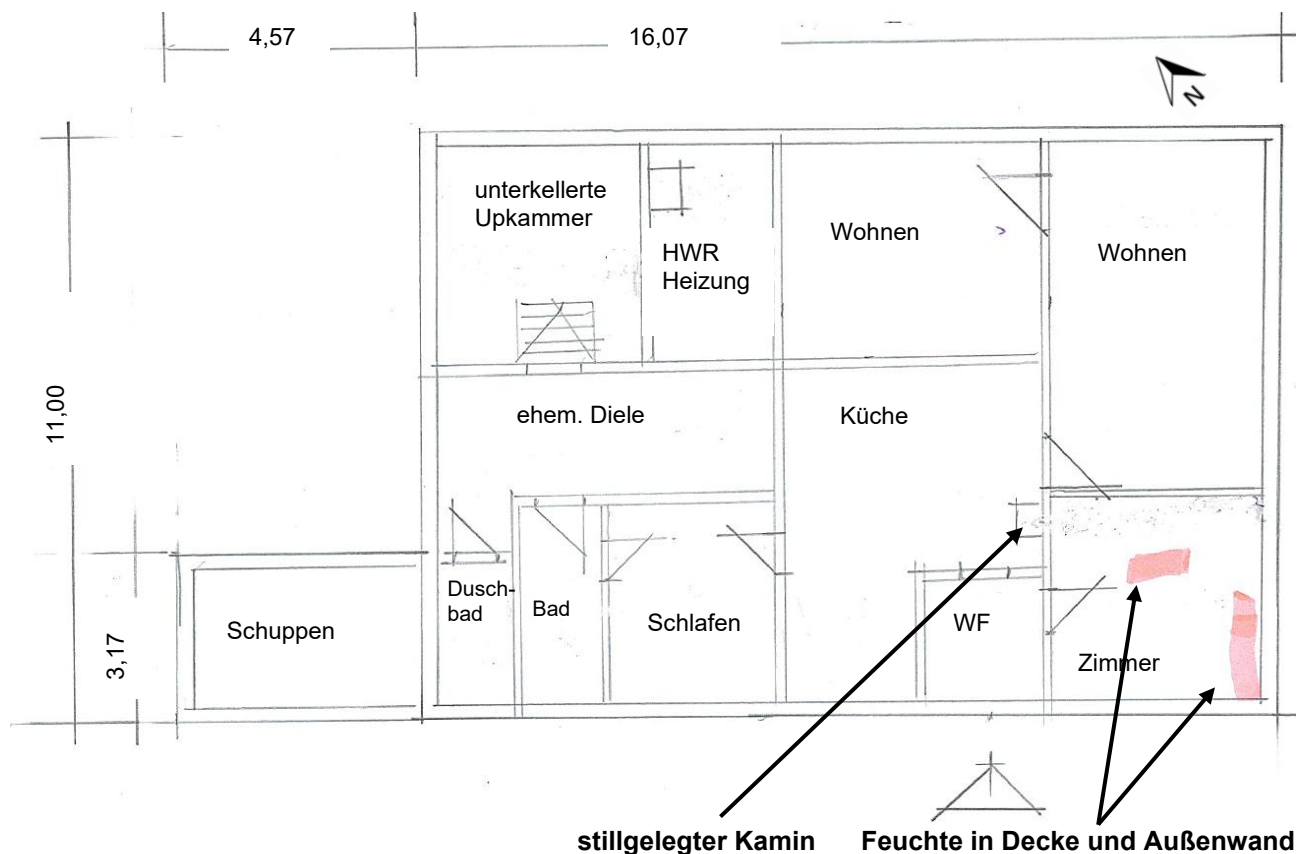 4,57
16,07
N
unterkellerte
Upkammer
HWR
Heizung
Wohnen
Wohnen
11,00
ehem. Diele
Küche
3,17
Schuppen
Dusch-
bad
Bad
Schlafen
WF
Zimmer
stillgelegter Kamin
Feuchte in Decke und Außenwand